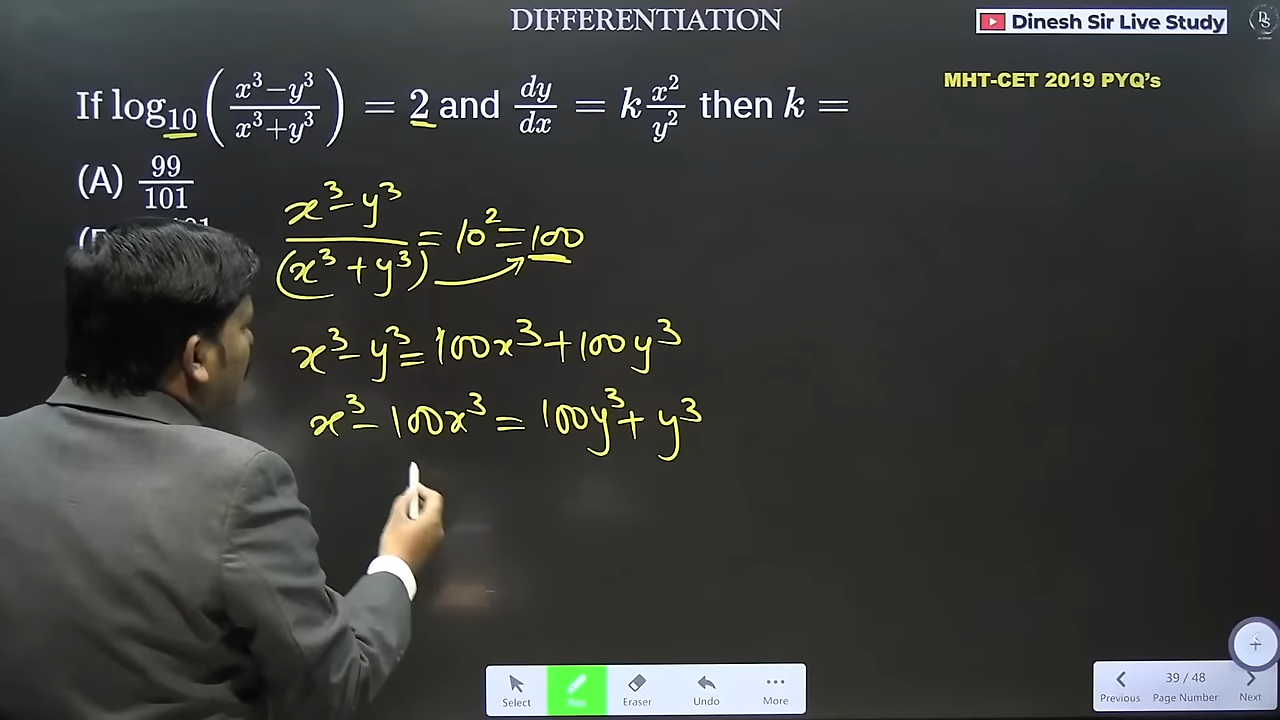 DIFFERENTIATION
Dinesh Sir Live Study
DS
MHT-CET 2019 PYQ's
If log₁₀((x³−y³)/(x³+y³)) = 2 and dy/dx = k x²/y² then k =
(A) 99/101
x³ − y³ / (x³ + y³) = 10² = 100
x³ − y³ = 100x³ + 100y³
x³ − 100x³ = 100y³ + y³
Select
Eraser
Undo
More
39 / 48
Previous
Page Number
Next